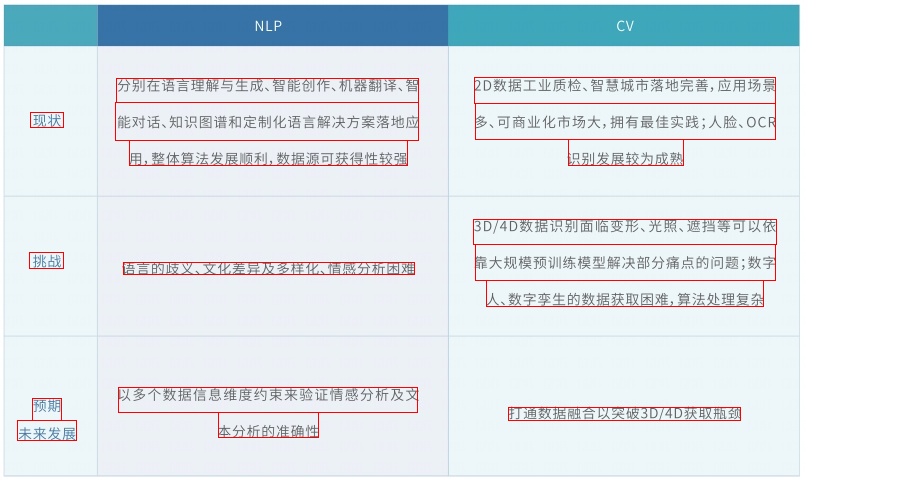 NLP
CV
现状
分别在语言理解与生成、智能创作、机器翻译、智
能对话、知识图谱和定制化语言解决方案落地应
用，整体算法发展顺利，数据源可获得性较强
2D数据工业质检、智慧城市落地完善，应用场景
多、可商业化市场大，拥有最佳实践；人脸、OCR
识别发展较为成熟
挑战
语言的歧义、文化差异及多样化、情感分析困难
3D/4D数据识别面临变形、光照、遮挡等可以依
靠大规模预训练模型解决部分痛点的问题；数字
人、数字孪生的数据获取困难，算法处理复杂
预期
未来发展
以多个数据信息维度约束来验证情感分析及文
本分析的准确性
打通数据融合以突破3D/4D获取瓶颈